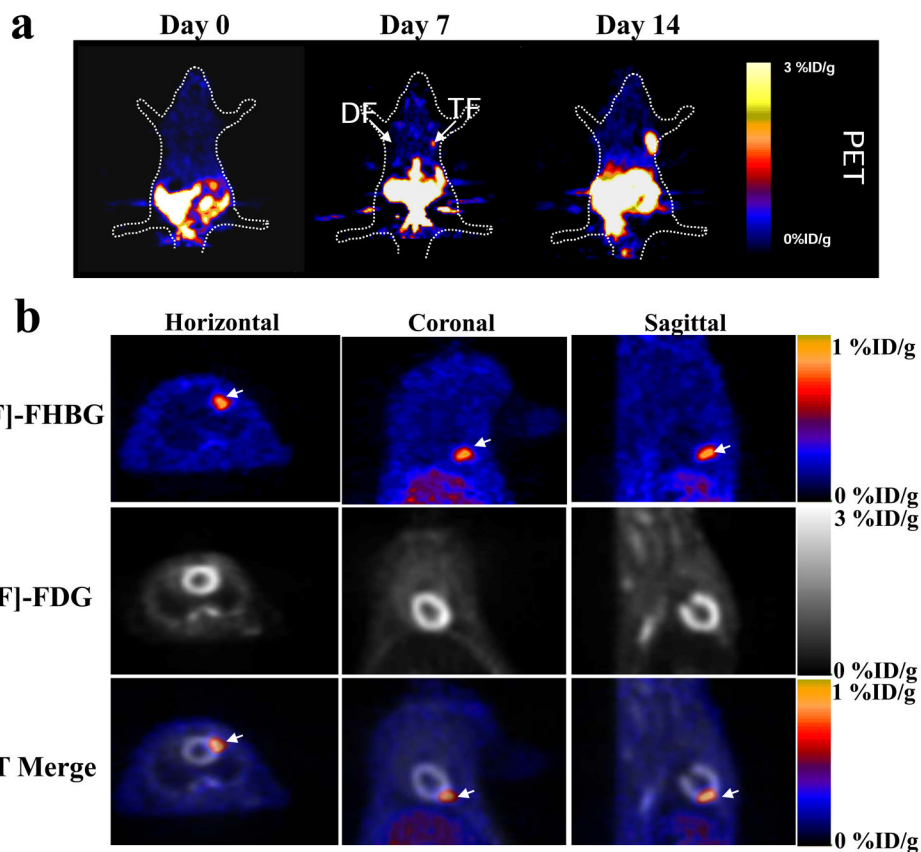 a
Day 0 Day 7 Day 14
DF TF
3 %ID/g
PET
0%ID/g
b
Horizontal Coronal Sagittal
F]-FHBG
1 %ID/g
0 %ID/g
F]-FDG
3 %ID/g
0 %ID/g
T Merge
1 %ID/g
0 %ID/g